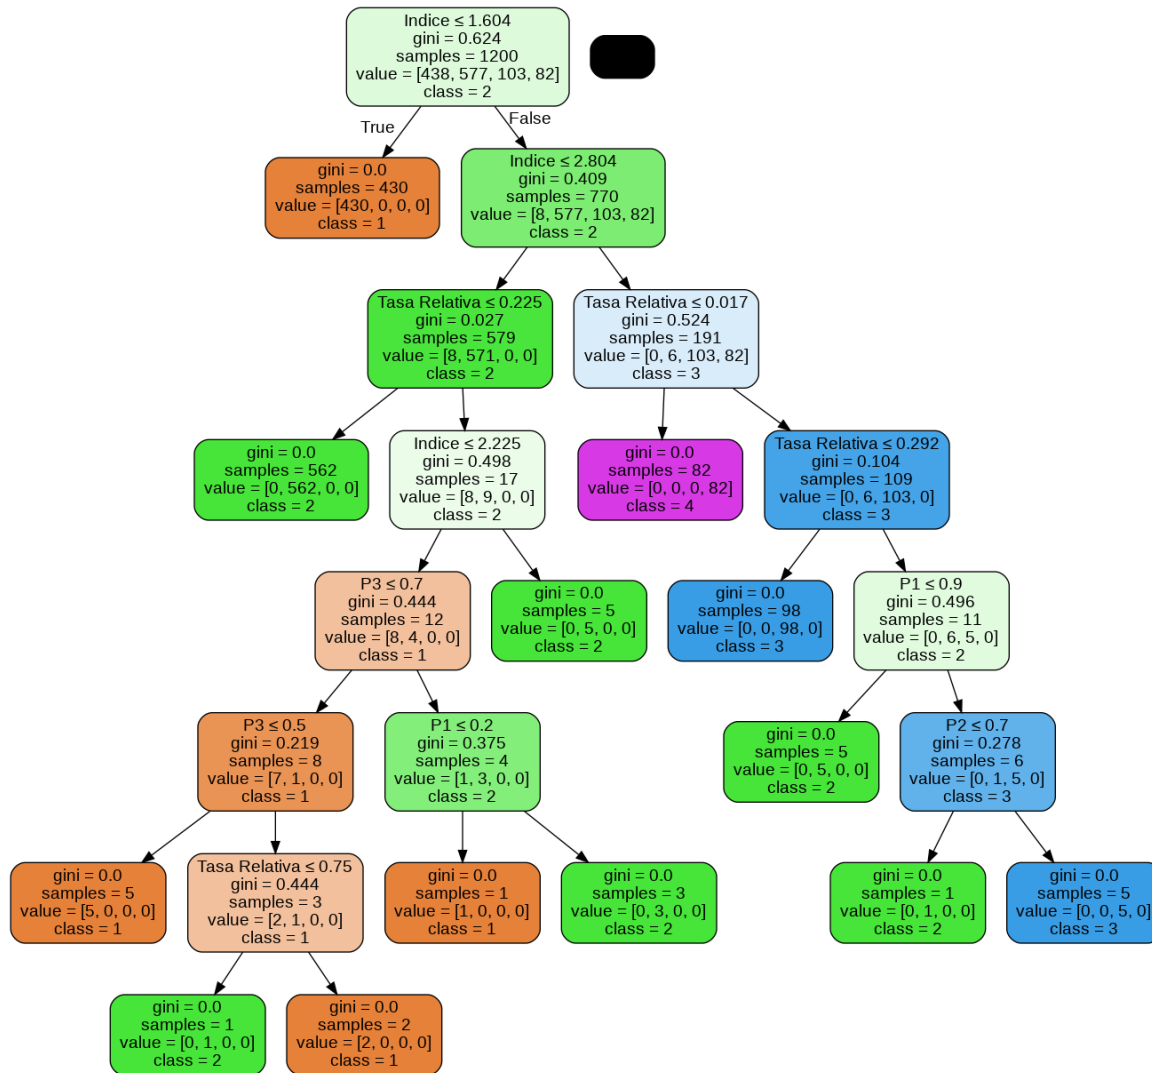 Indice ≤ 1.604
gini = 0.624
samples = 1200
value = [438, 577, 103, 82]
class = 2
True
False
gini = 0.0
samples = 430
value = [430, 0, 0, 0]
class = 1
Indice ≤ 2.804
gini = 0.409
samples = 770
value = [8, 577, 103, 82]
class = 2
Tasa Relativa ≤ 0.225
gini = 0.027
samples = 579
value = [8, 571, 0, 0]
class = 2
Tasa Relativa ≤ 0.017
gini = 0.524
samples = 191
value = [0, 6, 103, 82]
class = 3
gini = 0.0
samples = 562
value = [0, 562, 0, 0]
class = 2
Indice ≤ 2.225
gini = 0.498
samples = 17
value = [8, 9, 0, 0]
class = 2
gini = 0.0
samples = 82
value = [0, 0, 0, 82]
class = 4
Tasa Relativa ≤ 0.292
gini = 0.104
samples = 109
value = [0, 6, 103, 0]
class = 3
P3 ≤ 0.7
gini = 0.444
samples = 12
value = [8, 4, 0, 0]
class = 1
gini = 0.0
samples = 5
value = [0, 5, 0, 0]
class = 2
gini = 0.0
samples = 98
value = [0, 0, 98, 0]
class = 3
P1 ≤ 0.9
gini = 0.496
samples = 11
value = [0, 6, 5, 0]
class = 2
P3 ≤ 0.5
gini = 0.219
samples = 8
value = [7, 1, 0, 0]
class = 1
P1 ≤ 0.2
gini = 0.375
samples = 4
value = [1, 3, 0, 0]
class = 2
gini = 0.0
samples = 5
value = [0, 5, 0, 0]
class = 2
P2 ≤ 0.7
gini = 0.278
samples = 6
value = [0, 1, 5, 0]
class = 3
gini = 0.0
samples = 5
value = [5, 0, 0, 0]
class = 1
Tasa Relativa ≤ 0.75
gini = 0.444
samples = 3
value = [2, 1, 0, 0]
class = 1
gini = 0.0
samples = 1
value = [1, 0, 0, 0]
class = 1
gini = 0.0
samples = 3
value = [0, 3, 0, 0]
class = 2
gini = 0.0
samples = 1
value = [0, 1, 0, 0]
class = 2
gini = 0.0
samples = 5
value = [0, 0, 5, 0]
class = 3
gini = 0.0
samples = 1
value = [0, 1, 0, 0]
class = 2
gini = 0.0
samples = 2
value = [2, 0, 0, 0]
class = 1